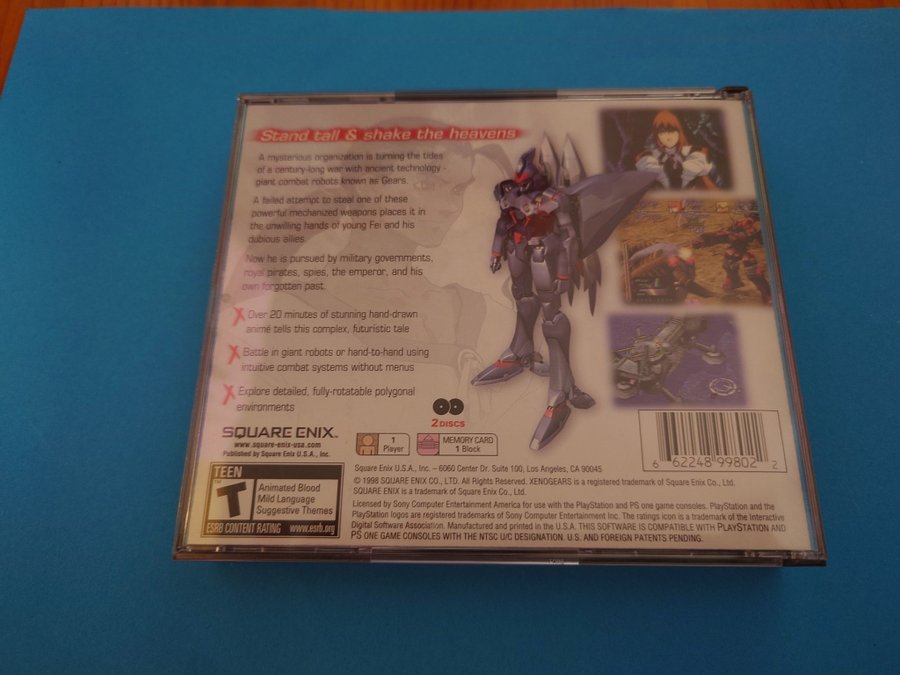 Stand tall & shake the heavens
A mysterious organization is turning the tides
of a century-long war with ancient technology -
giant combat robots known as Gears.
A failed attempt to steal one of these
powerful mechanized weapons places it in
the unwilling hands of young Fei and his
dubious allies.
Now he is pursued by military governments,
royal pirates, spies, the emperor, and his
own forgotten past.
Over 20 minutes of stunning hand-drawn
animé tells this complex, futuristic tale
Battle in giant robots or hand-to-hand using
intuitive combat systems without menus
Explore detailed, fully-rotatable polygonal
environments
2 DISCS
SQUARE ENIX™
www.square-enix-usa.com
Published by Square Enix U.S.A., Inc.
1
Player
MEMORY CARD
1 Block
6 62248 99802 2
TEEN
T
Animated Blood
Mild Language
Suggestive Themes
ESRB CONTENT RATING www.esrb.org
Square Enix U.S.A., Inc. – 6060 Center Dr. Suite 100, Los Angeles, CA 90045
© 1998 SQUARE ENIX CO., LTD. All Rights Reserved. XENOGEARS is a registered trademark of Square Enix Co., Ltd.
SQUARE ENIX is a trademark of Square Enix Co., Ltd.
Licensed by Sony Computer Entertainment America for use with the PlayStation and PS one game consoles. PlayStation and the
PlayStation logos are registered trademarks of Sony Computer Entertainment Inc. The ratings icon is a trademark of the Interactive
Digital Software Association. Manufactured and printed in the U.S.A. THIS SOFTWARE IS COMPATIBLE WITH PLAYSTATION AND
PS ONE GAME CONSOLES WITH THE NTSC U/C DESIGNATION. U.S. AND FOREIGN PATENTS PENDING.